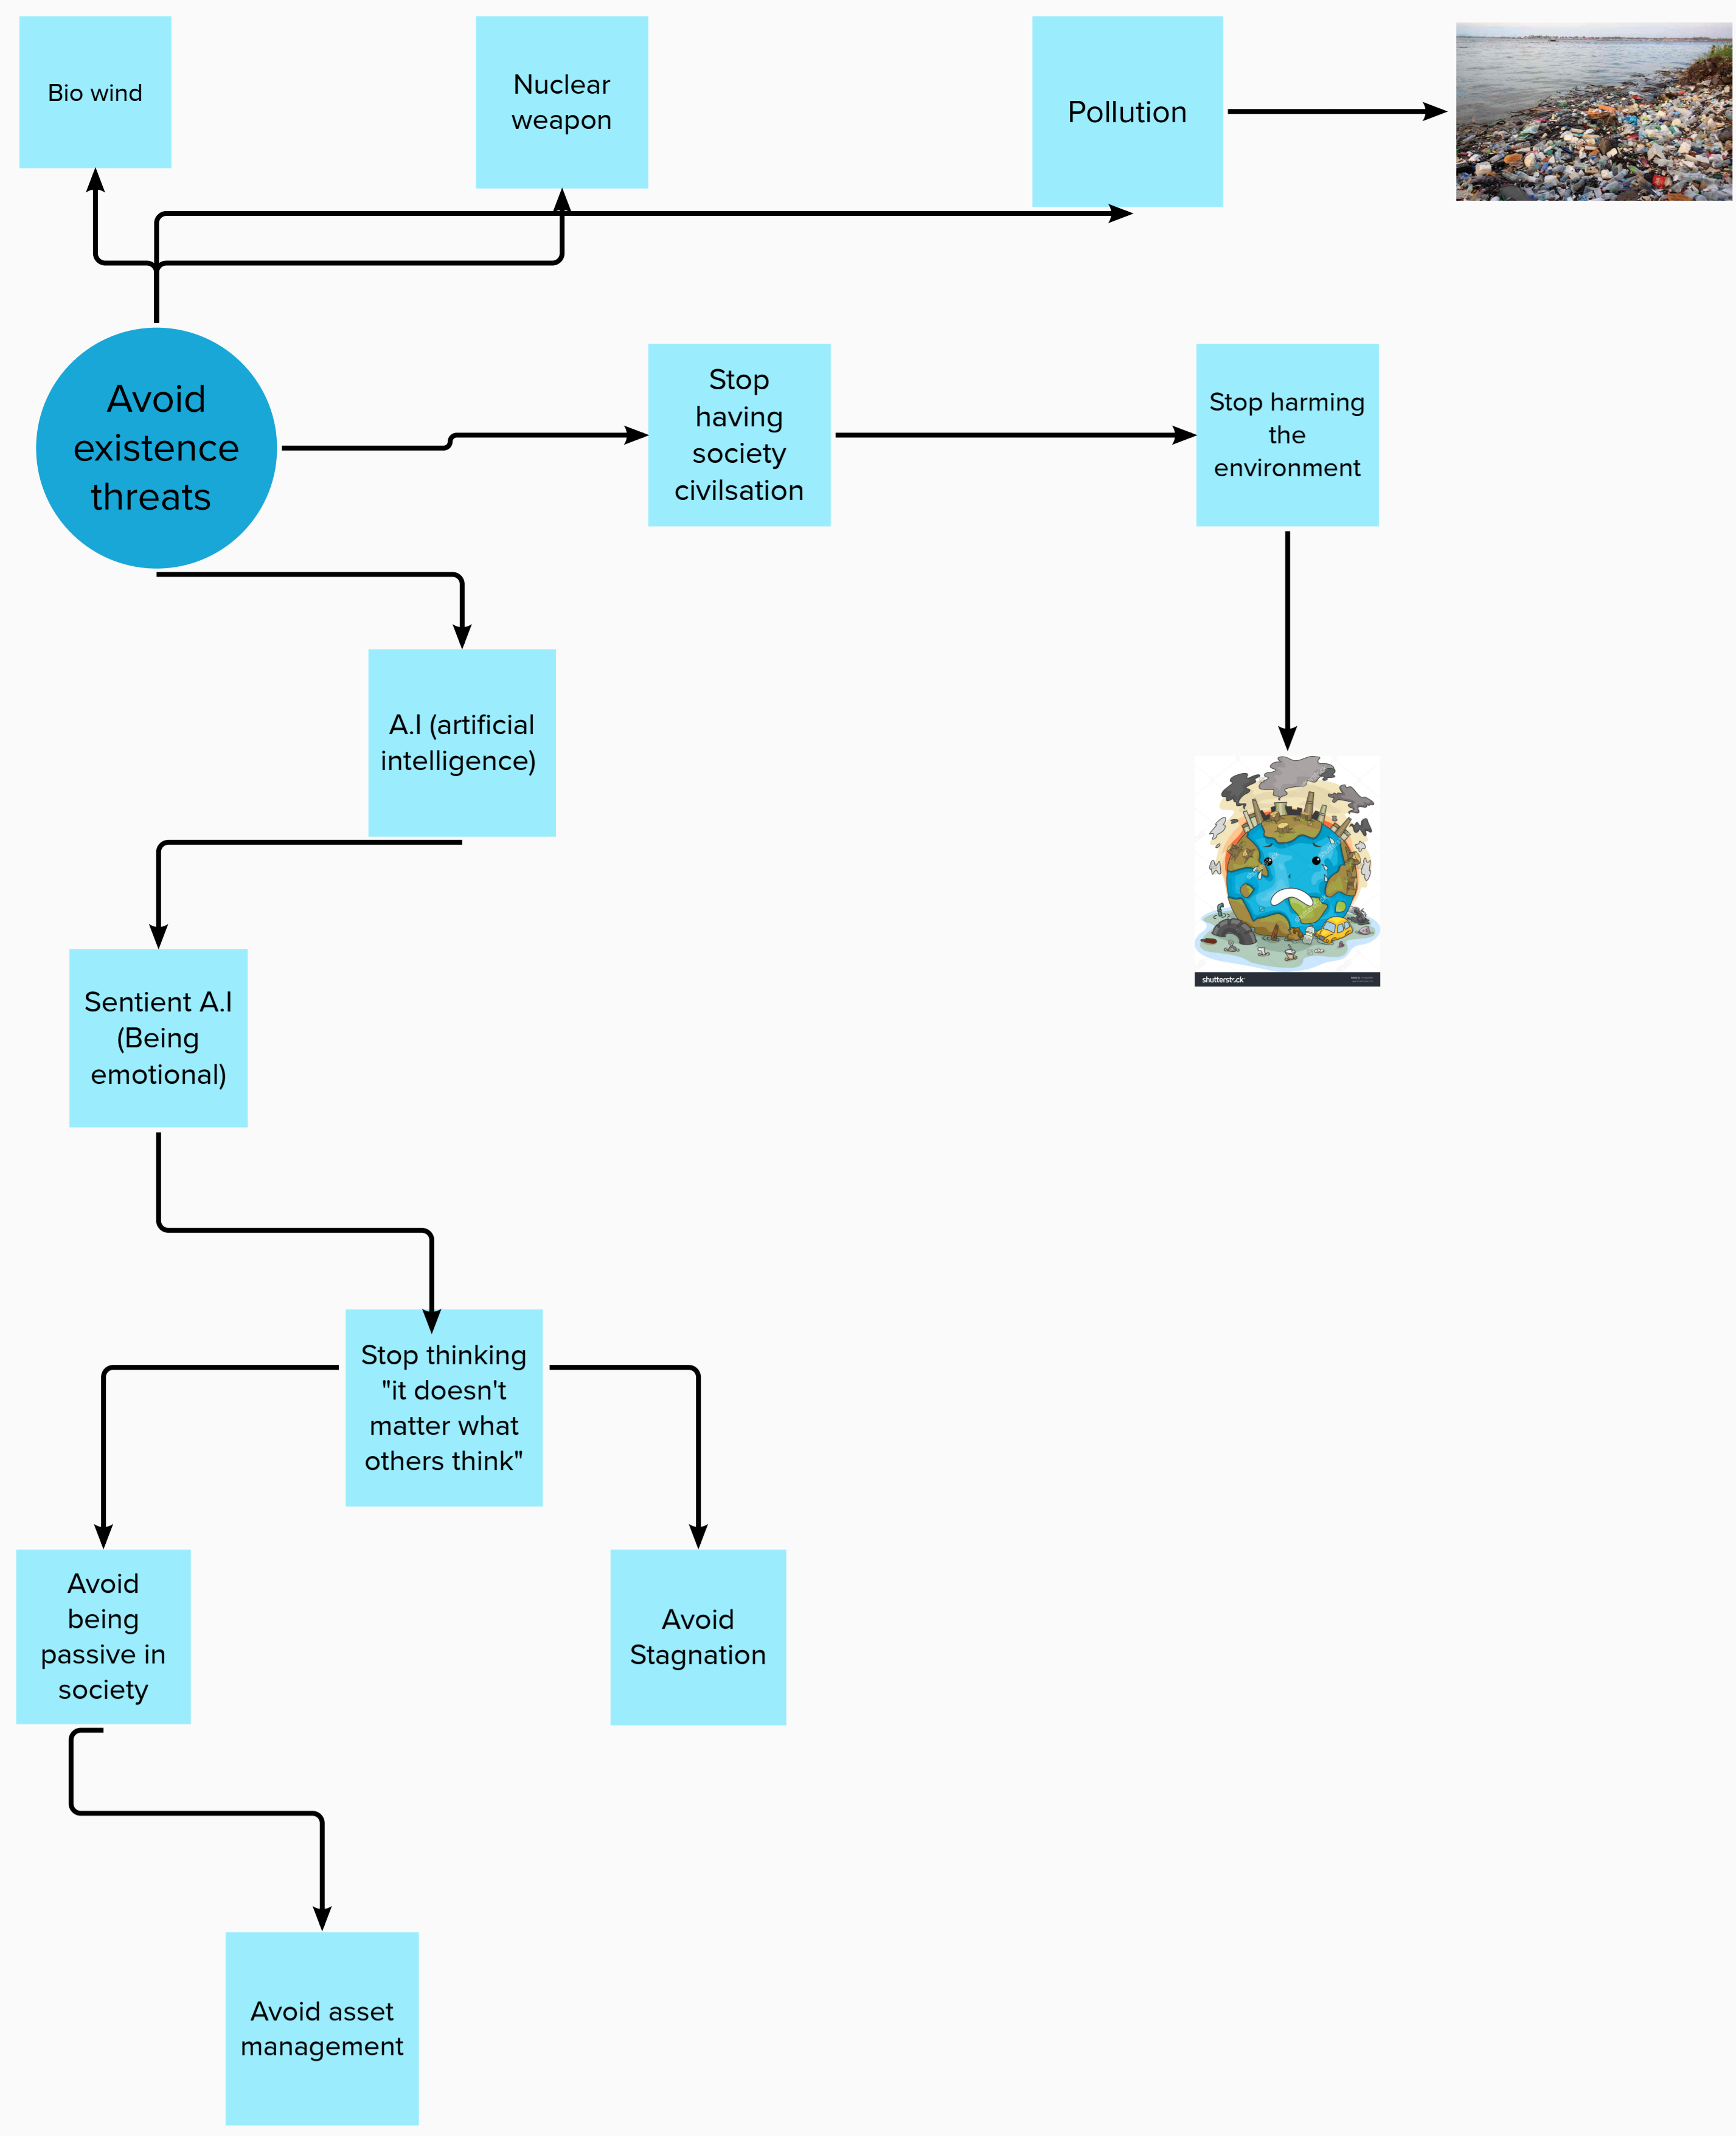 Bio wind
Nuclear
weapon
Pollution
Avoid
existence
threats
Stop
having
society
civilsation
Stop harming
the
environment
A.I (artificial
intelligence)
shutterstock
Sentient A.I
(Being
emotional)
Stop thinking
"it doesn't
matter what
others think"
Avoid
being
passive in
society
Avoid
Stagnation
Avoid asset
management